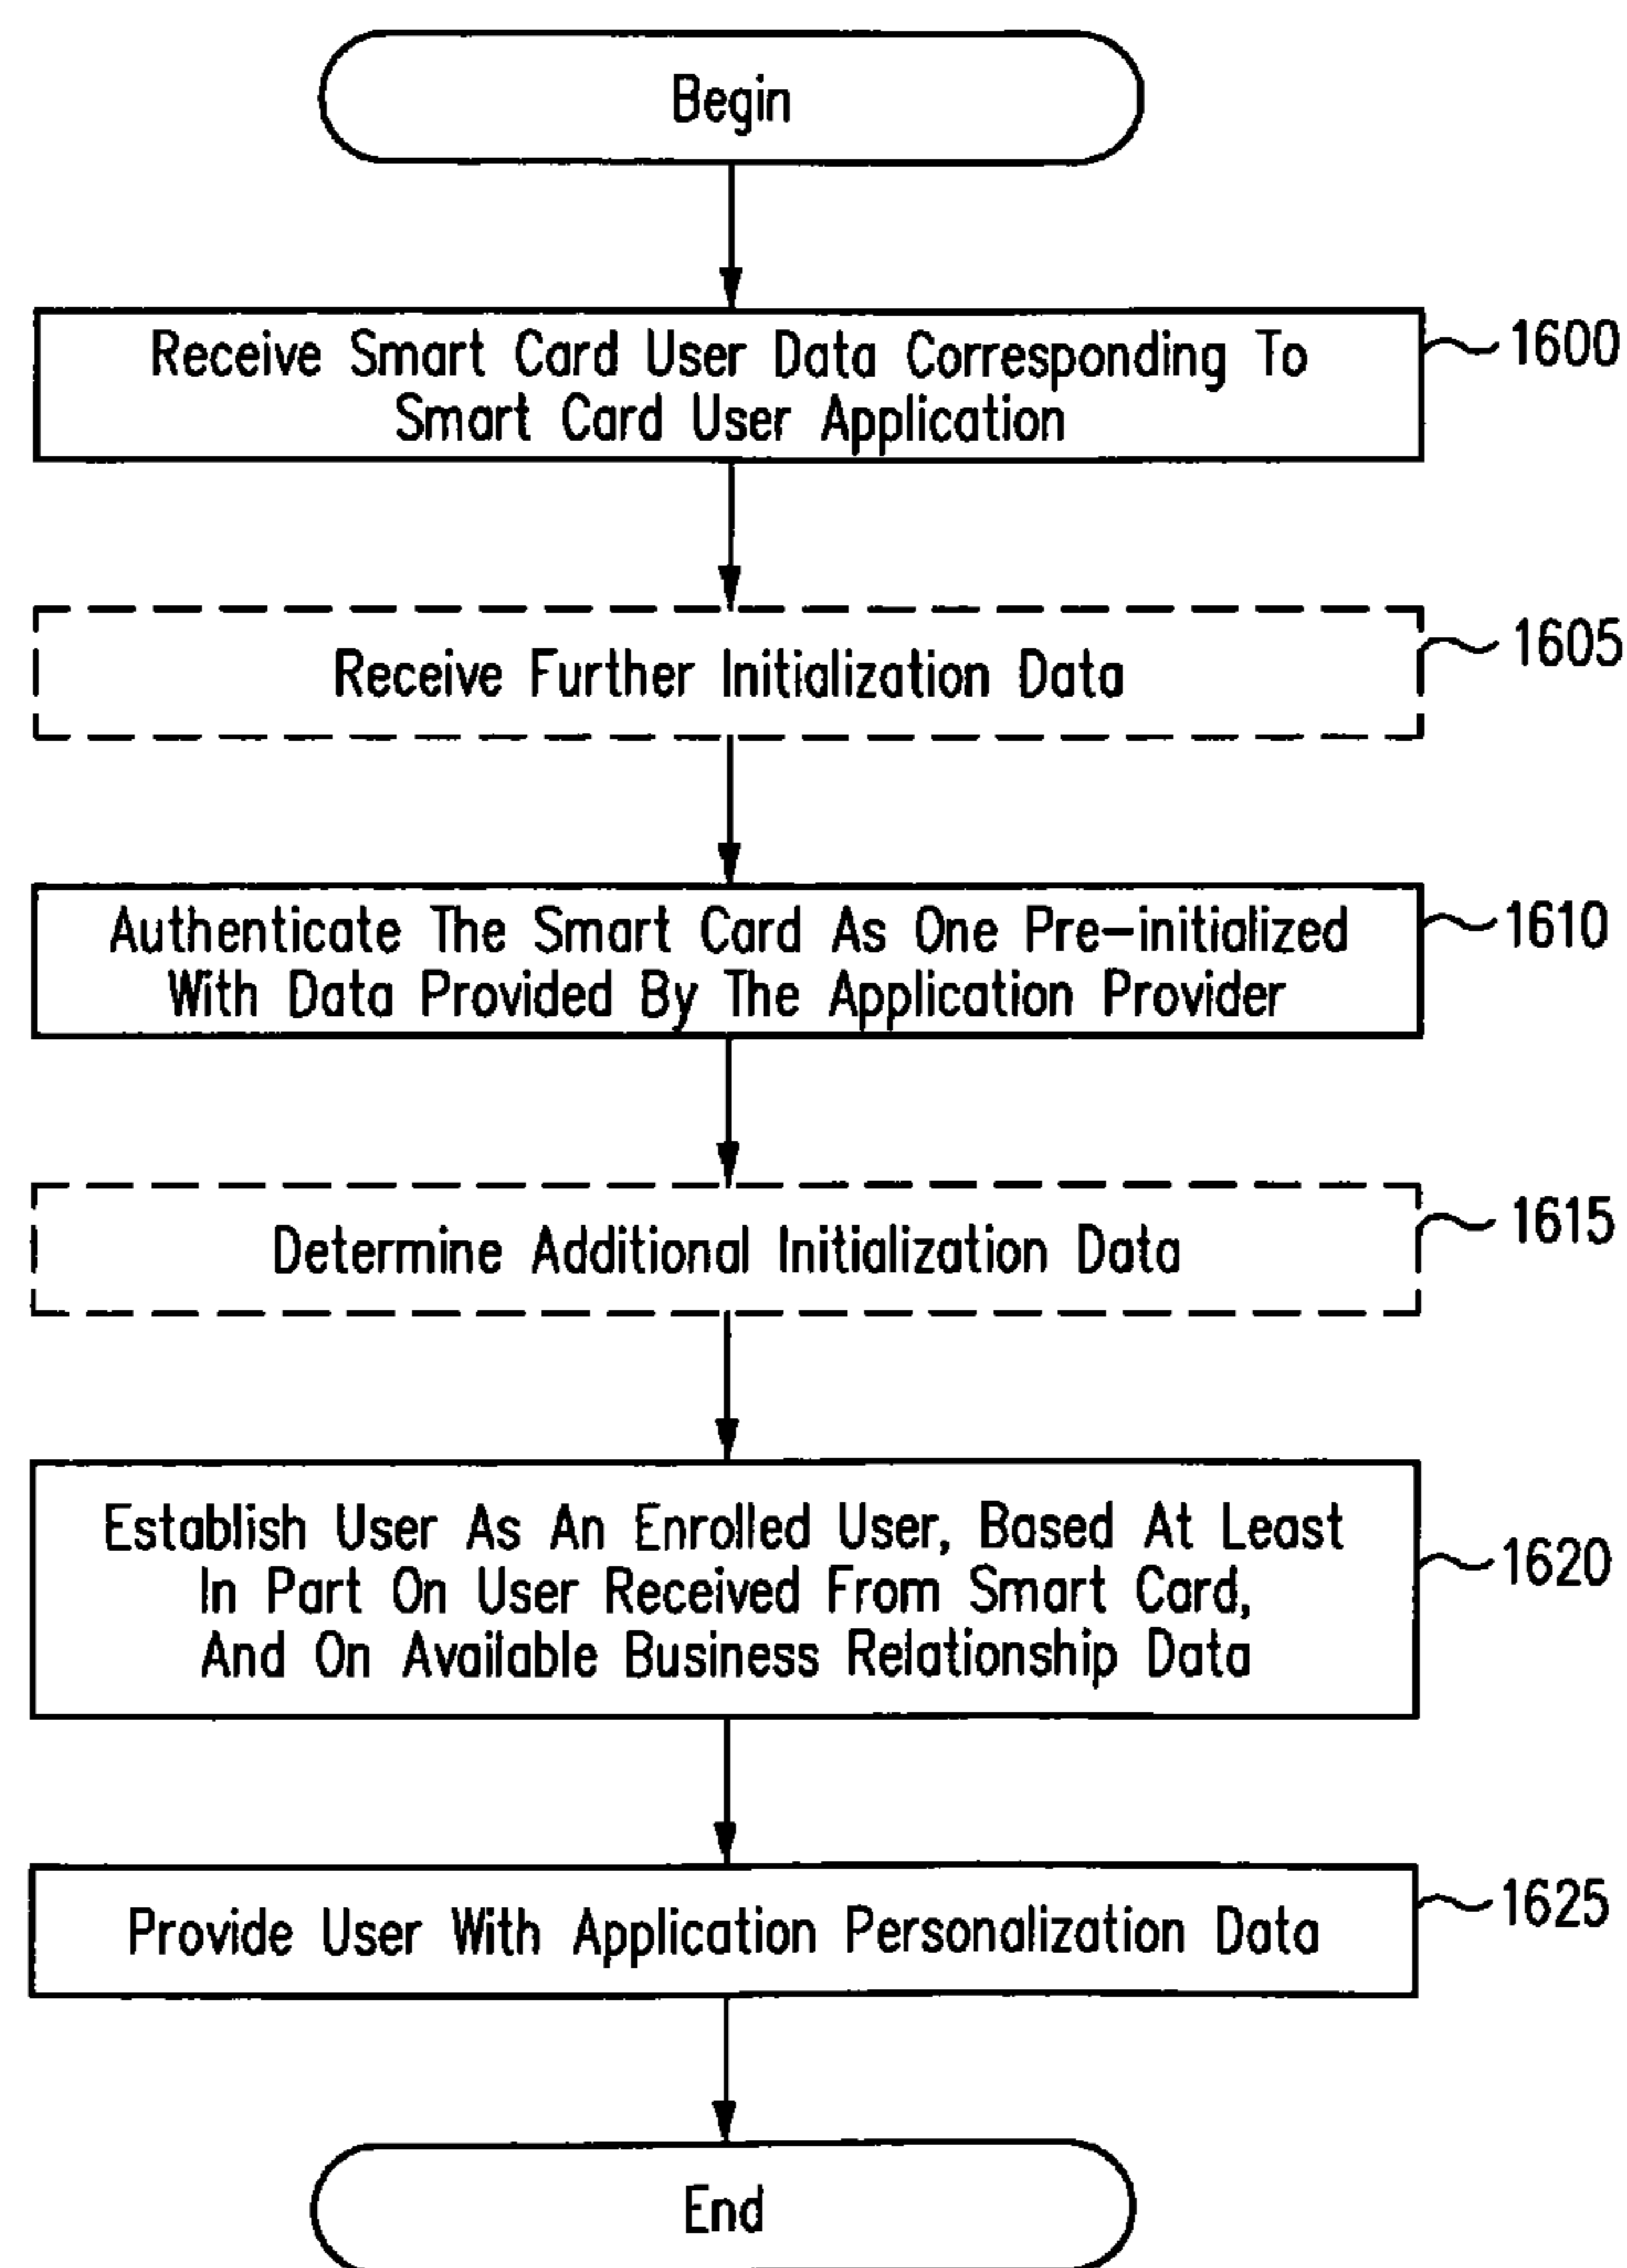 Begin
Receive Smart Card User Data Corresponding To
Smart Card User Application
1600
Receive Further Initialization Data
1605
Authenticate The Smart Card As One Pre-initialized
With Data Provided By The Application Provider
1610
Determine Additional Initialization Data
1615
Establish User As An Enrolled User, Based At Least
In Part On User Received From Smart Card,
And On Available Business Relationship Data
1620
Provide User With Application Personalization Data
1625
End